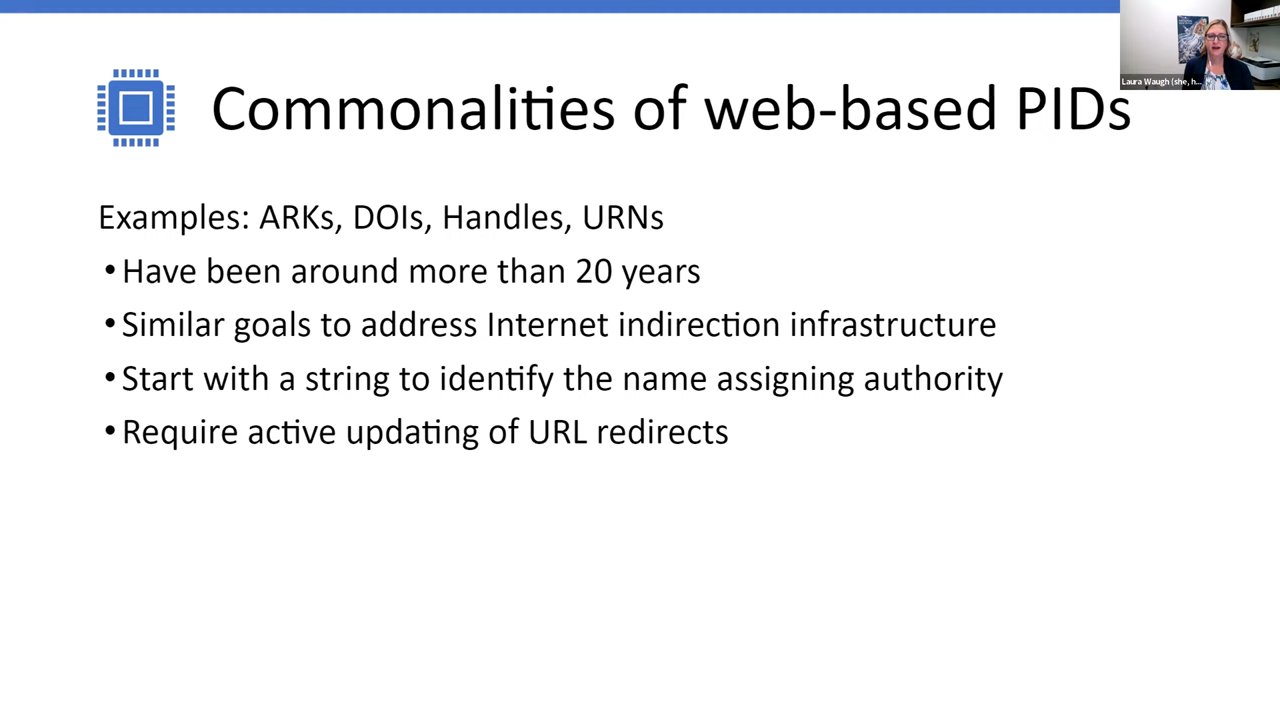 Commonalities of web-based PIDs
Laura Waugh (she, h...
Examples: ARKs, DOIs, Handles, URNs
•Have been around more than 20 years
•Similar goals to address Internet indirection infrastructure
•Start with a string to identify the name assigning authority
•Require active updating of URL redirects